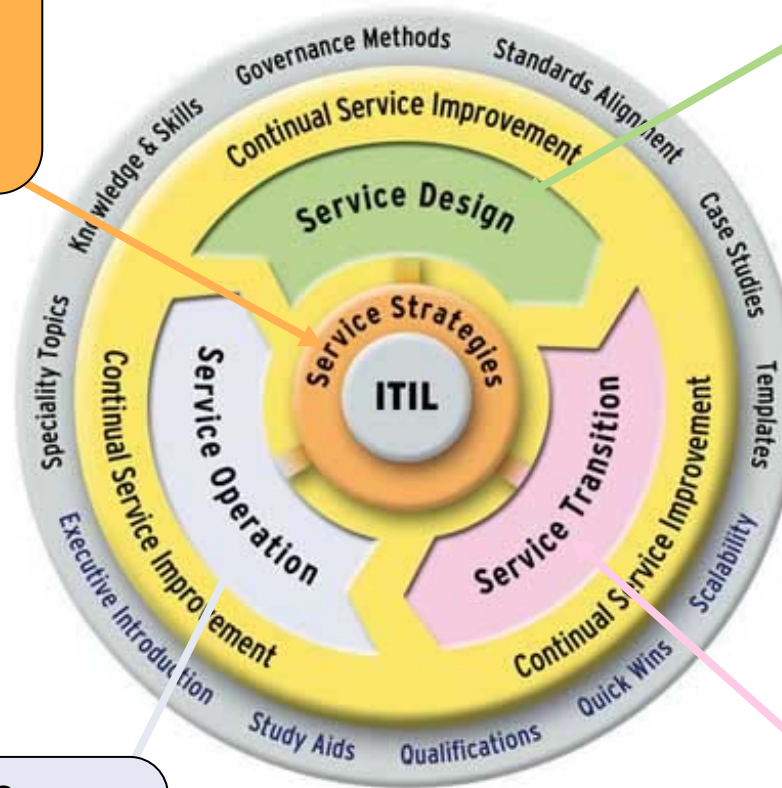 Governance Methods
Standards Alignment
Knowledge & Skills
Case Studies
Speciality Topics
Templates
Executive Introduction
Scalability
Study Aids
Qualifications
Quick Wins
Continual Service Improvement
Continual Service Improvement
Continual Service Improvement
Service Design
Service Strategies
ITIL
Service Operation
Service Transition